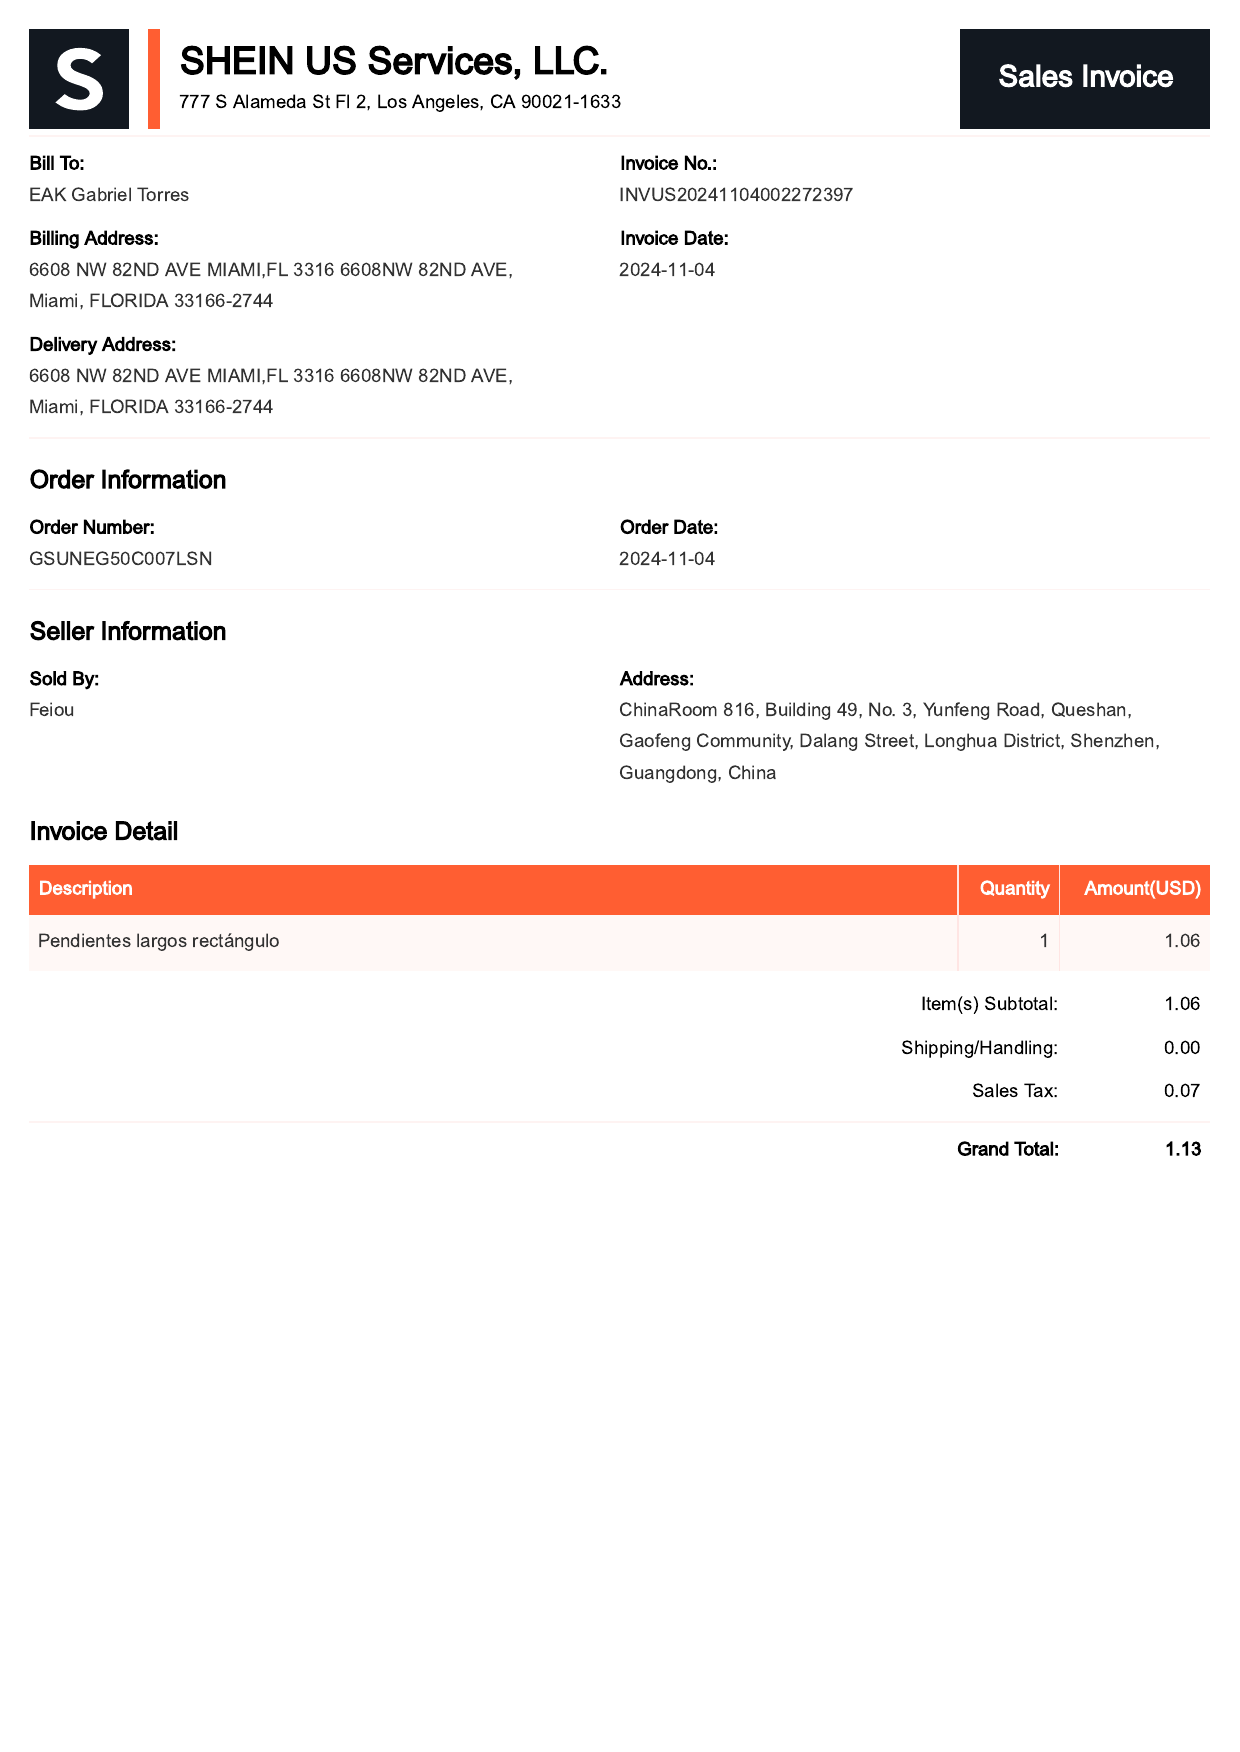 S
SHEIN US Services, LLC.
777 S Alameda St Fl 2, Los Angeles, CA 90021-1633
Sales Invoice
Bill To:
EAK Gabriel Torres
Invoice No.:
INVUS20241104002272397
Billing Address:
6608 NW 82ND AVE MIAMI,FL 3316 6608NW 82ND AVE,
Miami, FLORIDA 33166-2744
Invoice Date:
2024-11-04
Delivery Address:
6608 NW 82ND AVE MIAMI,FL 3316 6608NW 82ND AVE,
Miami, FLORIDA 33166-2744
Order Information
Order Number:
GSUNEG50C007LSN
Order Date:
2024-11-04
Seller Information
Sold By:
Feiou
Address:
ChinaRoom 816, Building 49, No. 3, Yunfeng Road, Queshan,
Gaofeng Community, Dalang Street, Longhua District, Shenzhen,
Guangdong, China
Invoice Detail
Description Quantity Amount(USD)
Pendientes largos rectángulo 1 1.06
Item(s) Subtotal: 1.06
Shipping/Handling: 0.00
Sales Tax: 0.07
Grand Total: 1.13